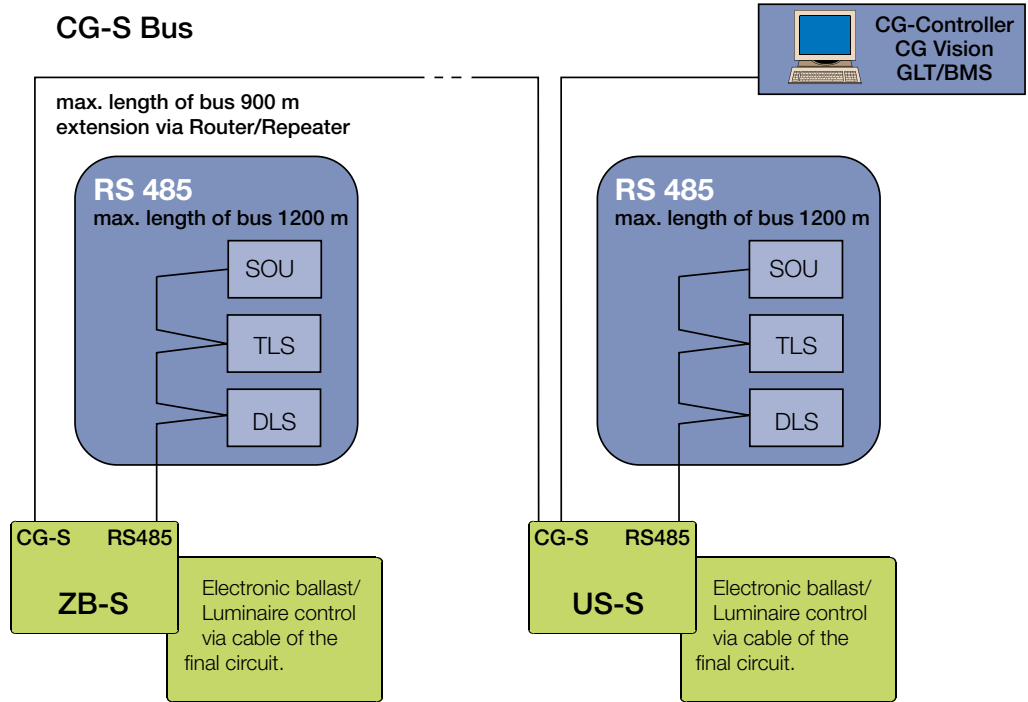 CG-S Bus
CG-Controller
CG Vision
GLT/BMS
max. length of bus 900 m
extension via Router/Repeater
RS 485
max. length of bus 1200 m
SOU
TLS
DLS
RS 485
max. length of bus 1200 m
SOU
TLS
DLS
CG-S RS485
ZB-S
Electronic ballast/
Luminaire control
via cable of the
final circuit.
CG-S RS485
US-S
Electronic ballast/
Luminaire control
via cable of the
final circuit.